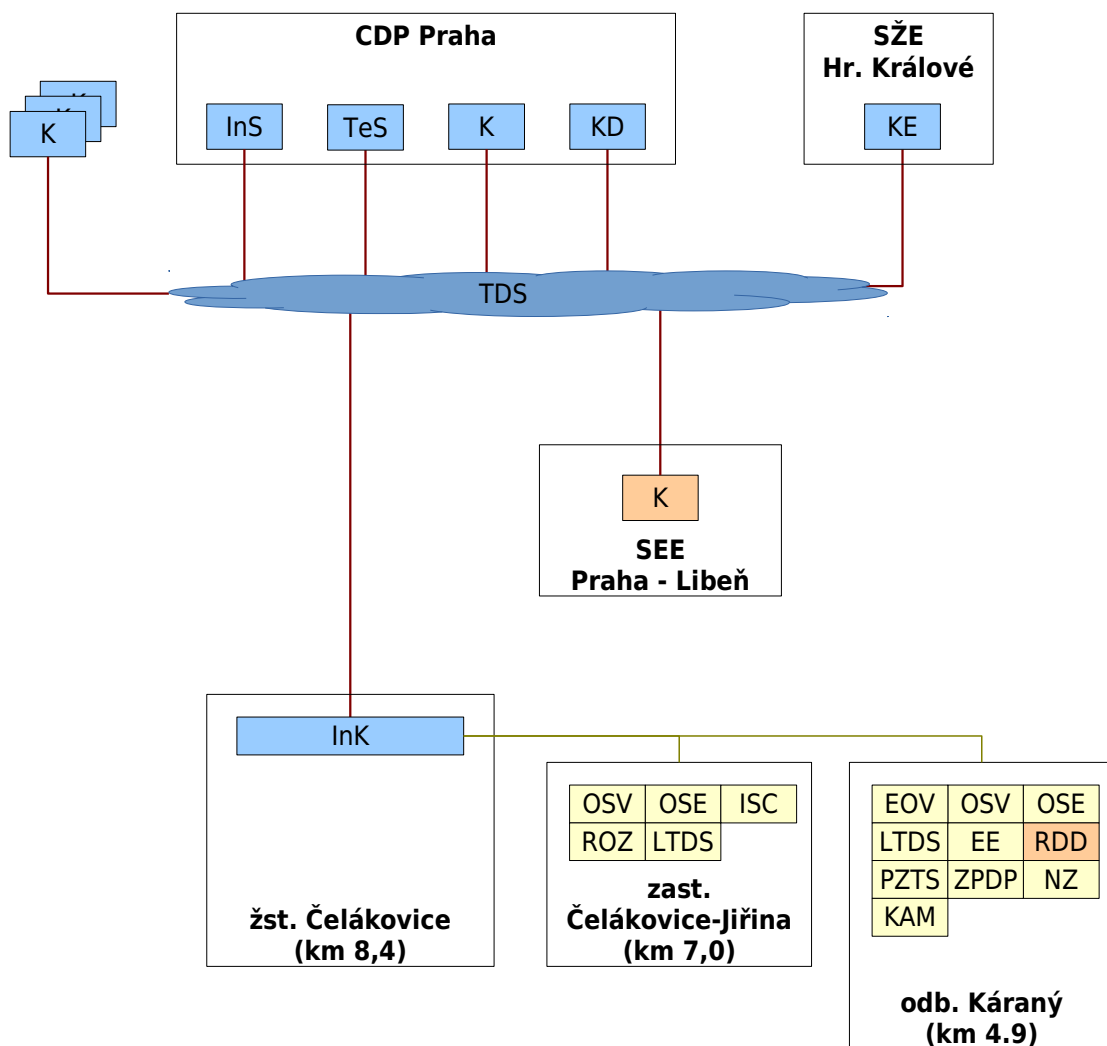 CDP Praha
SŽE
Hr. Králové
K
K
InS
TeS
K
KD
KE
TDS
K
SEE
Praha - Libeň
InK
OSV OSE ISC
ROZ LTDS
zast.
Čelákovice-Jiřina
(km 7,0)
žst. Čelákovice
(km 8,4)
EOV OSV OSE
LTDS EE RDD
PZTS ZPDP NZ
KAM
odb. Káraný
(km 4.9)